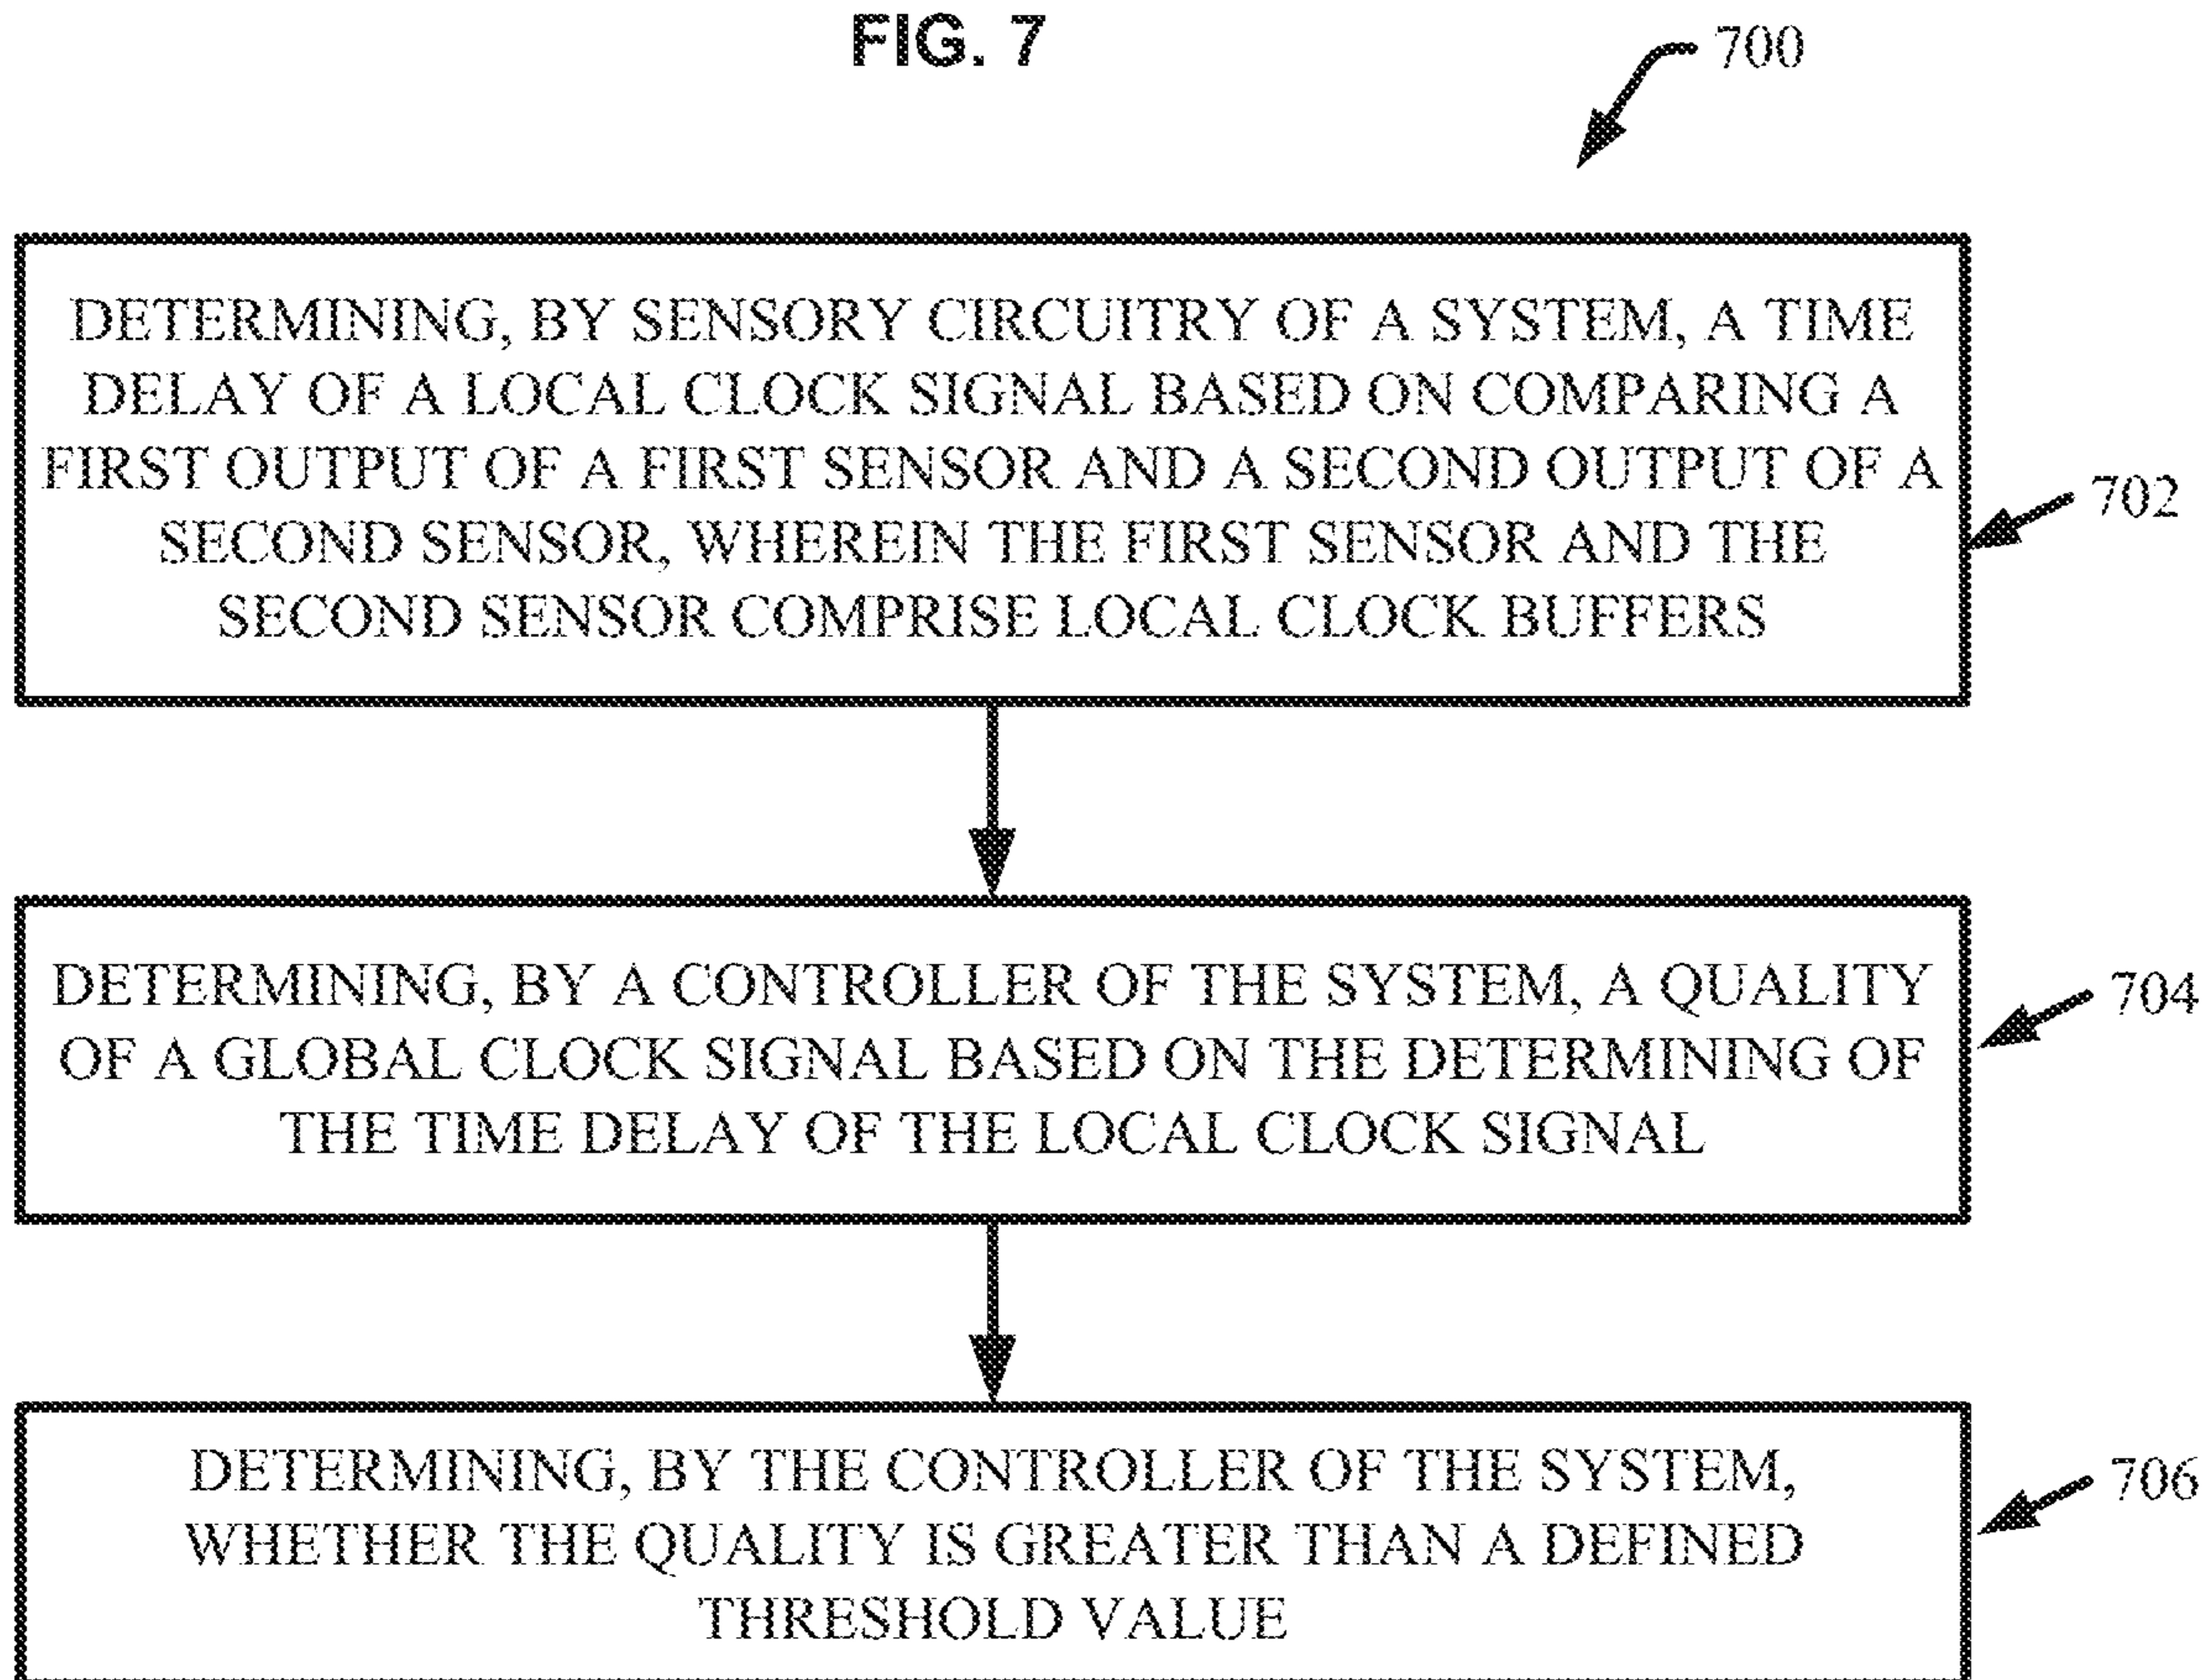 FIG. 7
700
DETERMINING, BY SENSORY CIRCUITRY OF A SYSTEM, A TIME
DELAY OF A LOCAL CLOCK SIGNAL BASED ON COMPARING A
FIRST OUTPUT OF A FIRST SENSOR AND A SECOND OUTPUT OF A
SECOND SENSOR, WHEREIN THE FIRST SENSOR AND THE
SECOND SENSOR COMPRISE LOCAL CLOCK BUFFERS
702
DETERMINING, BY A CONTROLLER OF THE SYSTEM, A QUALITY
OF A GLOBAL CLOCK SIGNAL BASED ON THE DETERMINING OF
THE TIME DELAY OF THE LOCAL CLOCK SIGNAL
704
DETERMINING, BY THE CONTROLLER OF THE SYSTEM,
WHETHER THE QUALITY IS GREATER THAN A DEFINED
THRESHOLD VALUE
706